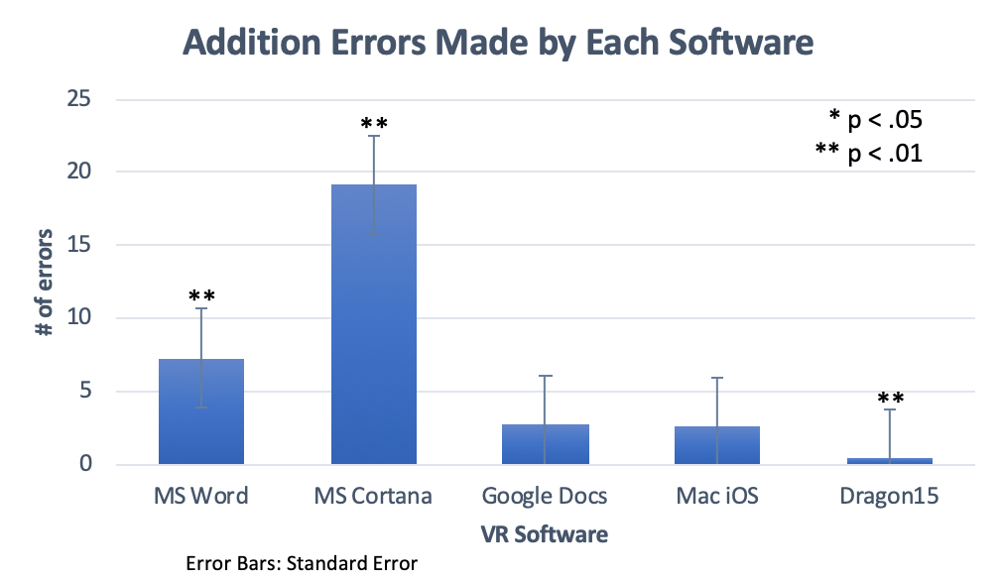 Addition Errors Made by Each Software
25
* p < .05
** p < .01
**
20
15
# of errors
**
10
5
**
0
MS Word MS Cortana Google Docs Mac iOS Dragon15
VR Software
Error Bars: Standard Error